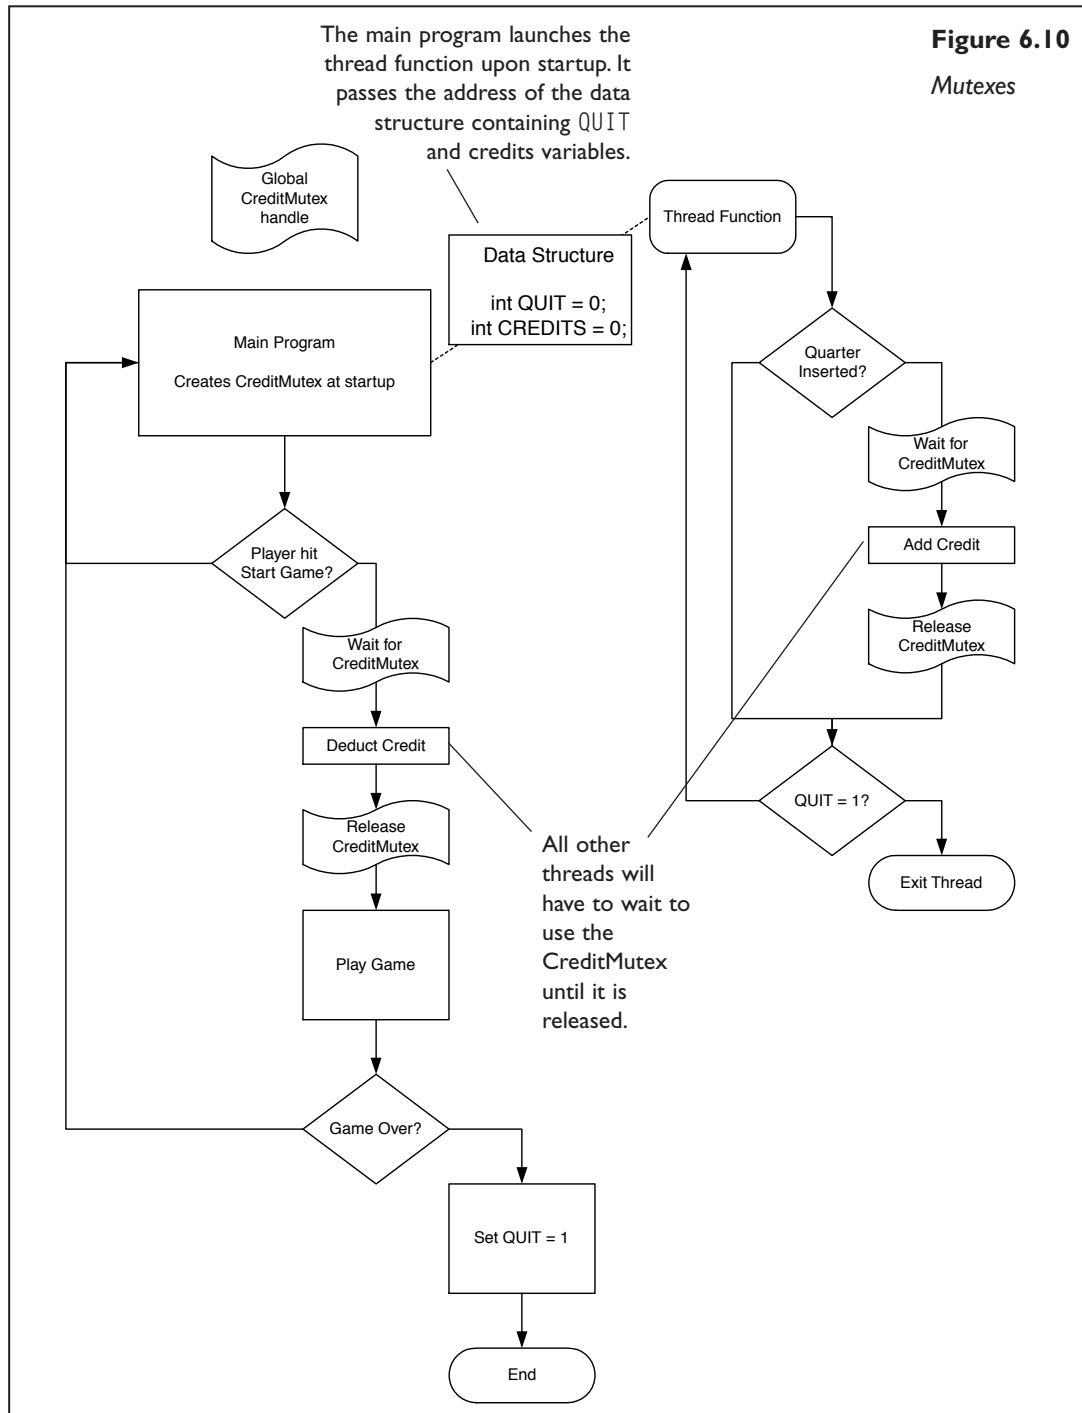 Figure 6.10
Mutexes
The main program launches the
thread function upon startup. It
passes the address of the data
structure containing QUIT
and credits variables.
Global
CreditMutex
handle
Data Structure
int QUIT = 0;
int CREDITS = 0;
Thread Function
Main Program
Creates CreditMutex at startup
Quarter
Inserted?
Wait for
CreditMutex
Add Credit
Release
CreditMutex
QUIT = 1?
Exit Thread
Player hit
Start Game?
Wait for
CreditMutex
Deduct Credit
Release
CreditMutex
Play Game
All other
threads will
have to wait to
use the
CreditMutex
until it is
released.
Game Over?
Set QUIT = 1
End